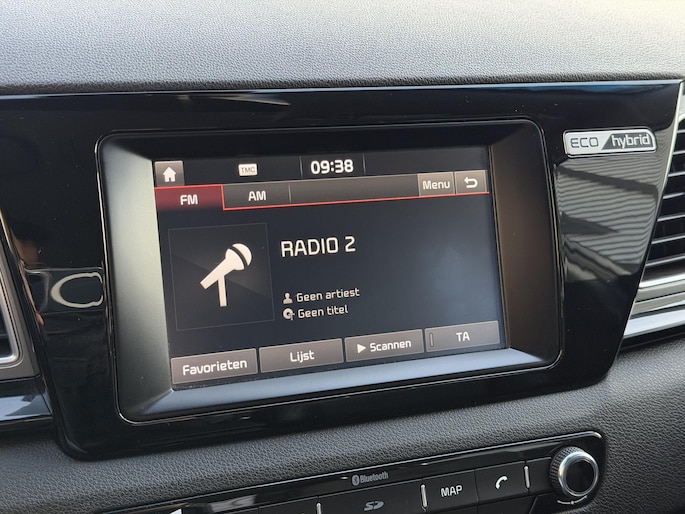 TMC
09:38
ECO hybrid
FM
AM
Menu
RADIO 2
Geen artiest
Geen titel
Favorieten
Lijst
Scannen
TA
Bluetooth
SD
MAP